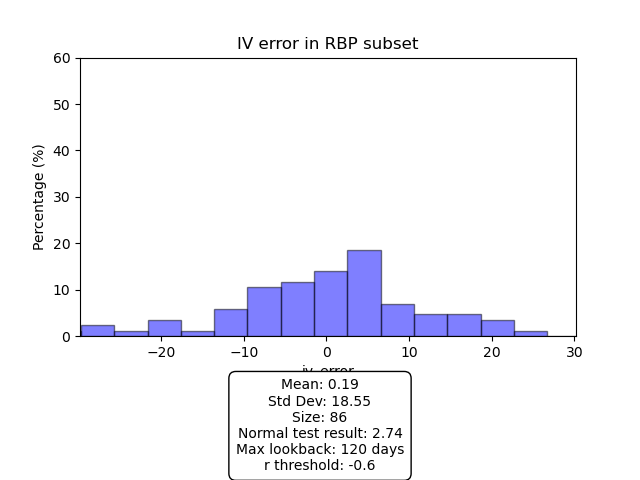 IV error in RBP subset
60
50
40
30
20
10
0
Percentage (%)
−20
−10
0
10
20
30
iv_error
Mean: 0.19
Std Dev: 18.55
Size: 86
Normal test result: 2.74
Max lookback: 120 days
r threshold: -0.6